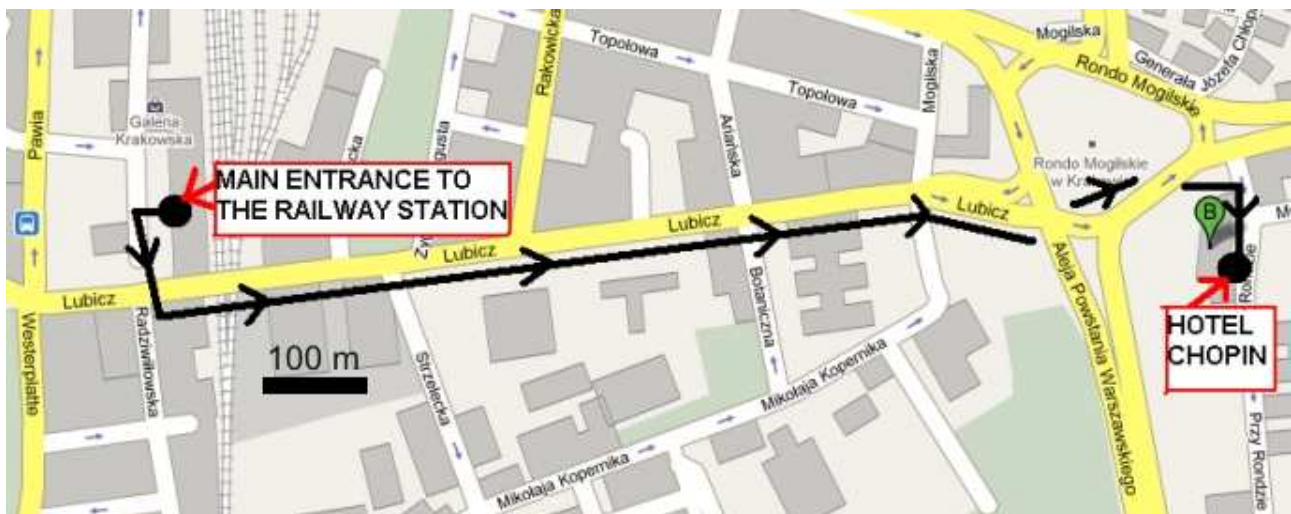 Pawia
Galeria
Krakowska
MAIN ENTRANCE TO
THE RAILWAY STATION
Rakowicka
Topolowa
Topolowa
Ariańska
Mogilska
Mogilska
Rondo Mogilskie
Generała Józefa Chłop
Rondo Mogilskie
w Krakowie
Lubicz
Lubicz
Lubicz
Lubicz
Westerplatte
Radziwiłłowska
100 m
Strzelecka
Botaniczna
Mikołaja Kopernika
Mikołaja Kopernika
Aleja Powstania Warszawskiego
B
HOTEL
CHOPIN
Przy Rondzie